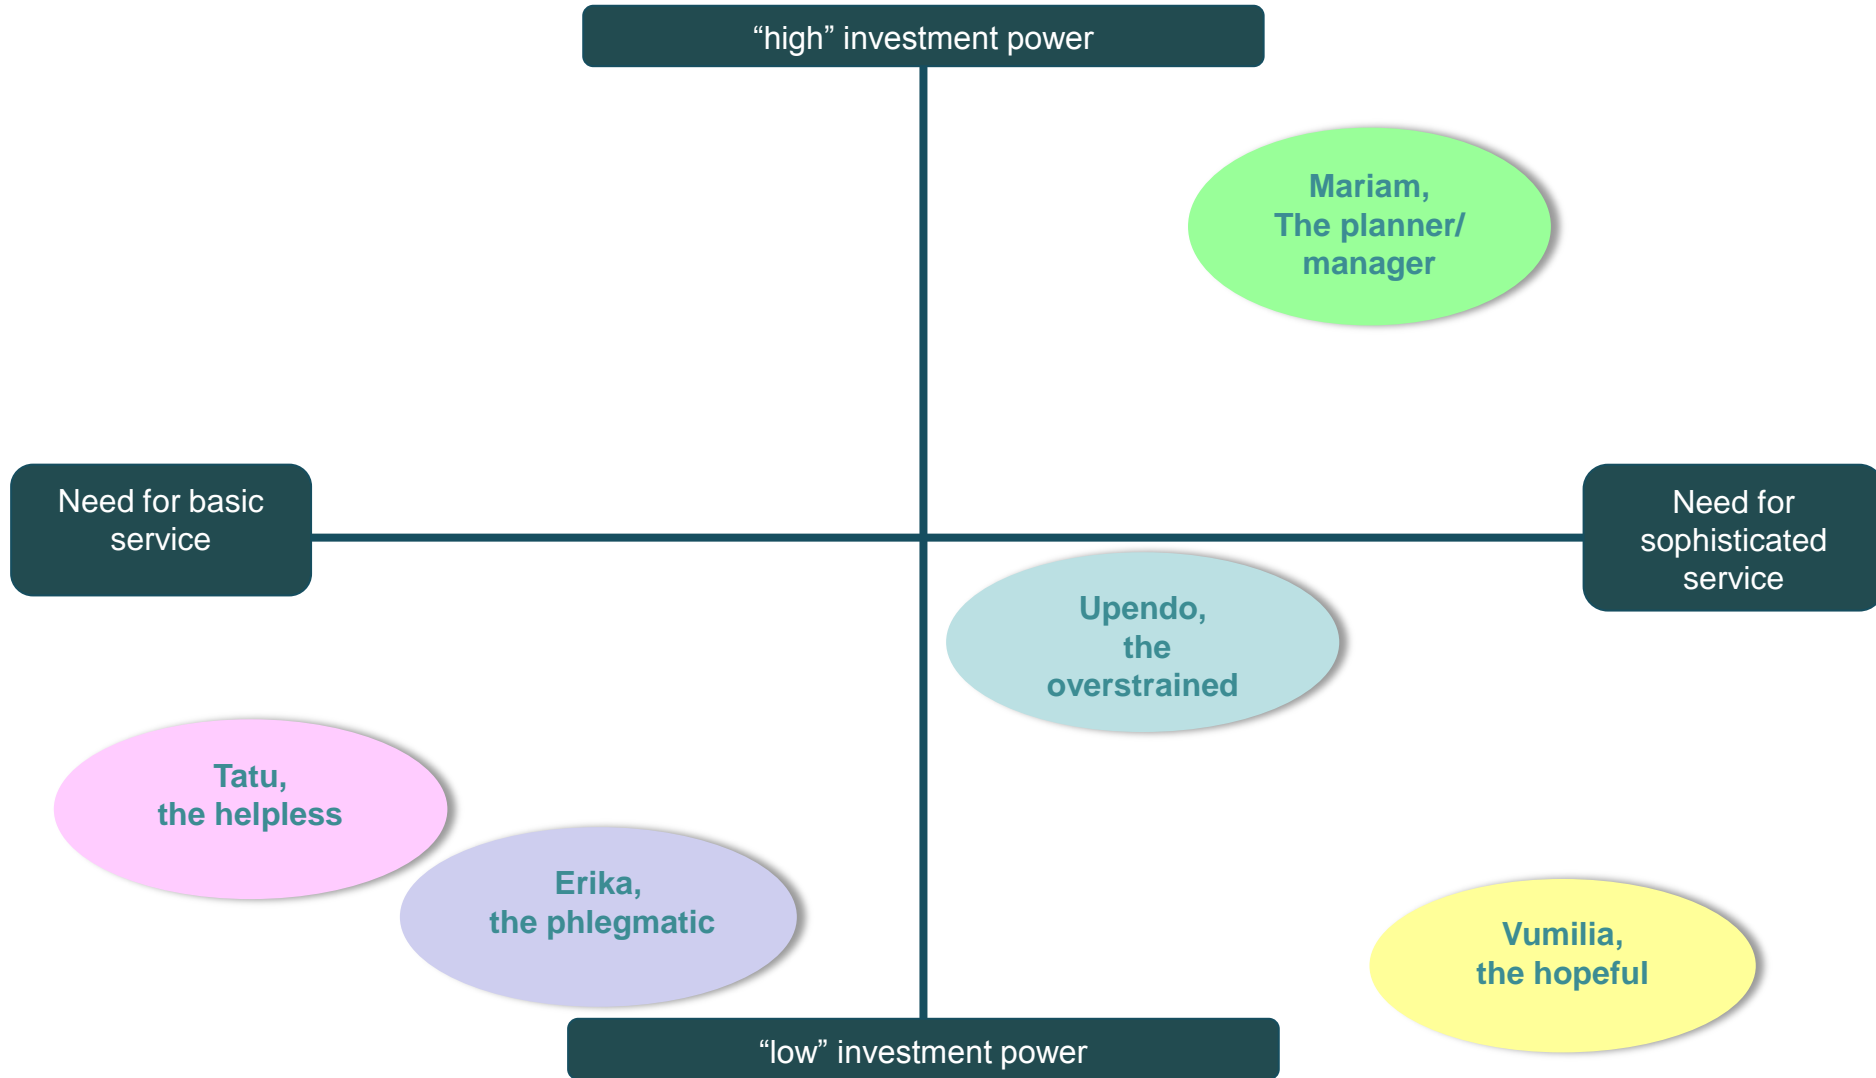 “high” investment power
Mariam,
The planner/
manager
Need for basic
service
Need for
sophisticated
service
Upendo,
the
overstrained
Tatu,
the helpless
Erika,
the phlegmatic
Vumilia,
the hopeful
“low” investment power